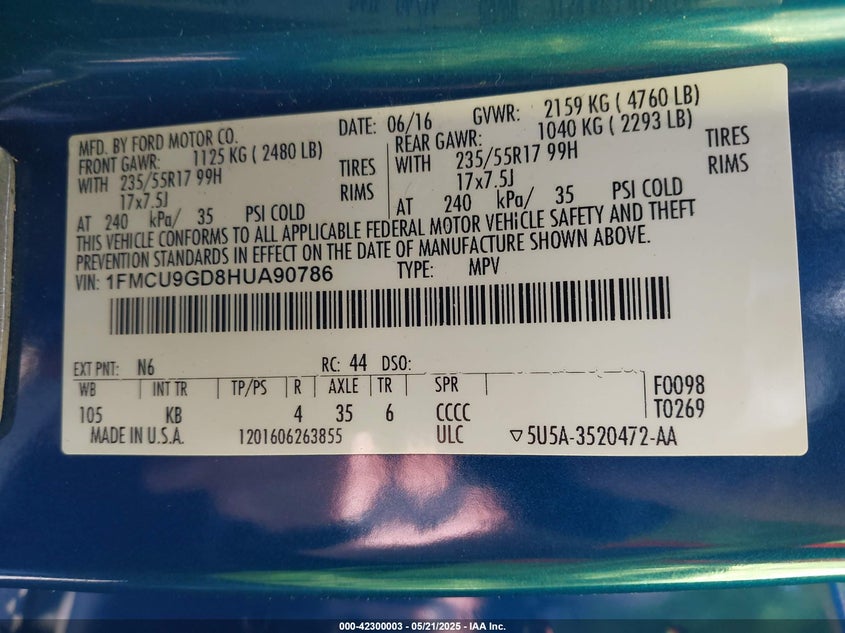 MFD. BY FORD MOTOR CO. DATE: 06/16 GVWR: 2159 KG ( 4760 LB)
FRONT GAWR: 1125 KG ( 2480 LB) REAR GAWR: 1040 KG ( 2293 LB)
WITH 235/55R17 99H TIRES WITH 235/55R17 99H TIRES
17x7.5J RIMS 17x7.5J RIMS
AT 240 kPa/ 35 PSI COLD AT 240 kPa/ 35 PSI COLD
THIS VEHICLE CONFORMS TO ALL APPLICABLE FEDERAL MOTOR VEHICLE SAFETY AND THEFT
PREVENTION STANDARDS IN EFFECT ON THE DATE OF MANUFACTURE SHOWN ABOVE.
VIN: 1FMCU9GD8HUA90786 TYPE: MPV
EXT PNT: N6 RC: 44 DSO:
WB INT TR TP/PS R AXLE TR SPR F0098
105 KB 4 35 6 CCCC T0269
MADE IN U.S.A. 1201606263855 ULC ▽5U5A-3520472-AA
000-42300003 - 05/21/2025 - IAA Inc.